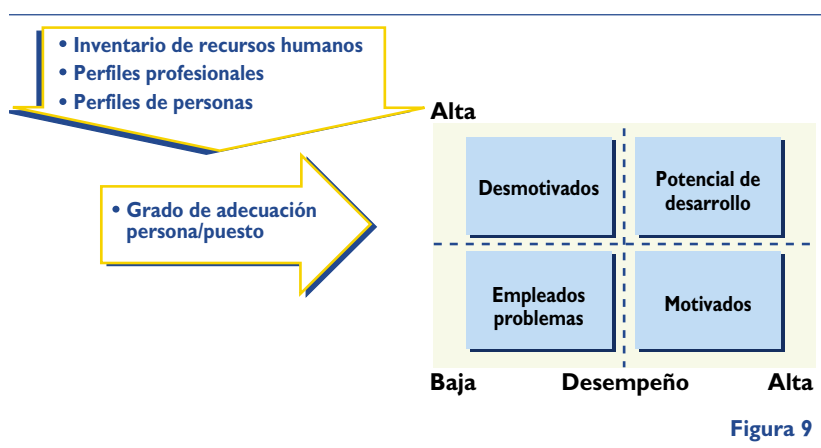 • Inventario de recursos humanos
• Perfiles profesionales
• Perfiles de personas
• Grado de adecuación
persona/puesto
Alta
Desmotivados
Potencial de
desarrollo
Empleados
problemas
Motivados
Baja Desempeño Alta
Figura 9